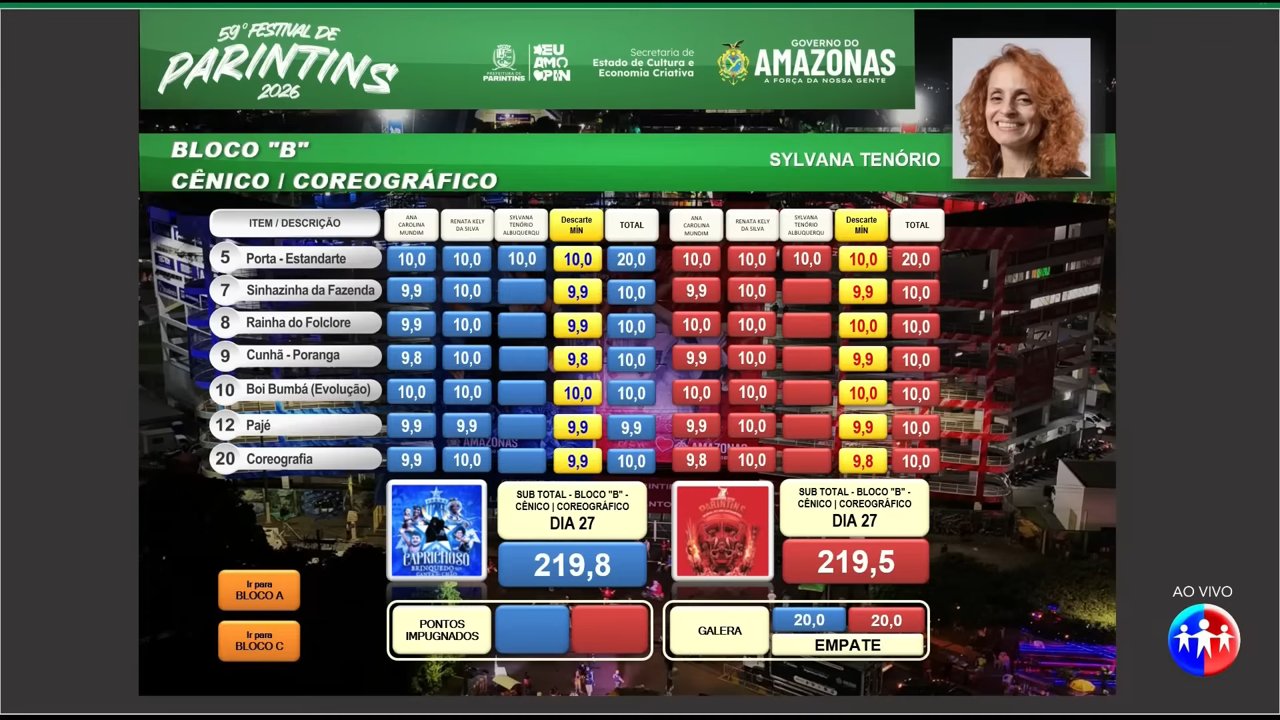 59º FESTIVAL DE
PARINTINS
2026
PREFEITURA DE
PARINTINS
EU
AMO
PIN
Secretaria de
Estado de Cultura e
Economia Criativa
GOVERNO DO
AMAZONAS
A FORÇA DA NOSSA GENTE
BLOCO "B"
CÊNICO / COREOGRÁFICO
SYLVANA TENÓRIO
ITEM / DESCRIÇÃO ANA CAROLINA MUNDIM RENATA KELY DA SILVA SYLVANA TENÓRIO ALBUQUERQU Descarte MÍN TOTAL ANA CAROLINA MUNDIM RENATA KELY DA SILVA SYLVANA TENÓRIO ALBUQUERQU Descarte MÍN TOTAL
5 Porta - Estandarte 10,0 10,0 10,0 10,0 20,0 10,0 10,0 10,0 10,0 20,0
7 Sinhazinha da Fazenda 9,9 10,0 9,9 10,0 9,9 10,0 9,9 10,0
8 Rainha do Folclore 9,9 10,0 9,9 10,0 10,0 10,0 10,0 10,0
9 Cunhã - Poranga 9,8 10,0 9,8 10,0 9,9 10,0 9,9 10,0
10 Boi Bumbá (Evolução) 10,0 10,0 10,0 10,0 10,0 10,0 10,0 10,0
12 Pajé 9,9 9,9 9,9 9,9 9,9 10,0 9,9 10,0
20 Coreografia 9,9 10,0 9,9 10,0 9,8 10,0 9,8 10,0
AMAZONAS
CAPRICHOSO
BRINQUEDO
SUB TOTAL - BLOCO "B" -
CÊNICO | COREOGRÁFICO
DIA 27
219,8
PARINTINS
SUB TOTAL - BLOCO "B" -
CÊNICO | COREOGRÁFICO
DIA 27
219,5
Ir para
BLOCO A
Ir para
BLOCO C
PONTOS
IMPUGNADOS
GALERA
20,0 20,0
EMPATE
AO VIVO